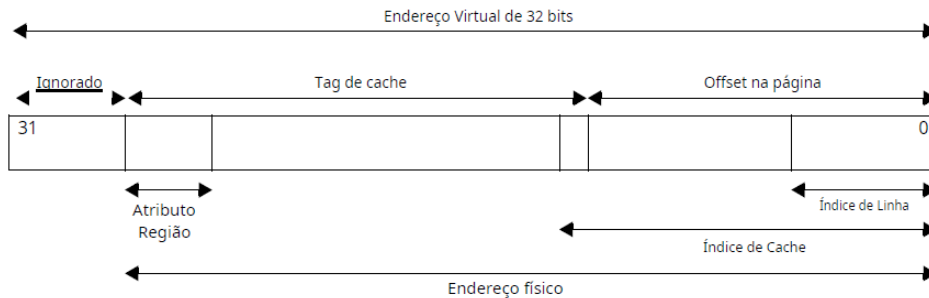 Endereço Virtual de 32 bits
Ignorado
Tag de cache
Offset na página
31
0
Atributo
Região
Índice de Linha
Índice de Cache
Endereço físico